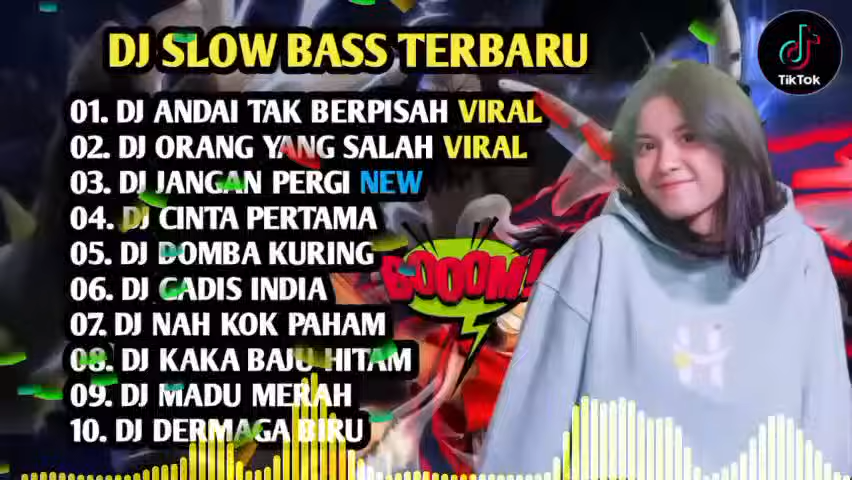 DJ SLOW BASS TERBARU
TikTok
01. DJ ANDAI TAK BERPISAH VIRAL
02. DJ ORANG YANG SALAH VIRAL
03. DJ JANGAN PERGI NEW
04. DJ CINTA PERTAMA
05. DJ DOMBA KURING
06. DJ GADIS INDIA
07. DJ NAH KOK PAHAM
08. DJ KAKA BAJU HITAM
09. DJ MADU MERAH
10. DJ DERMAGA BIRU
BOOOM!